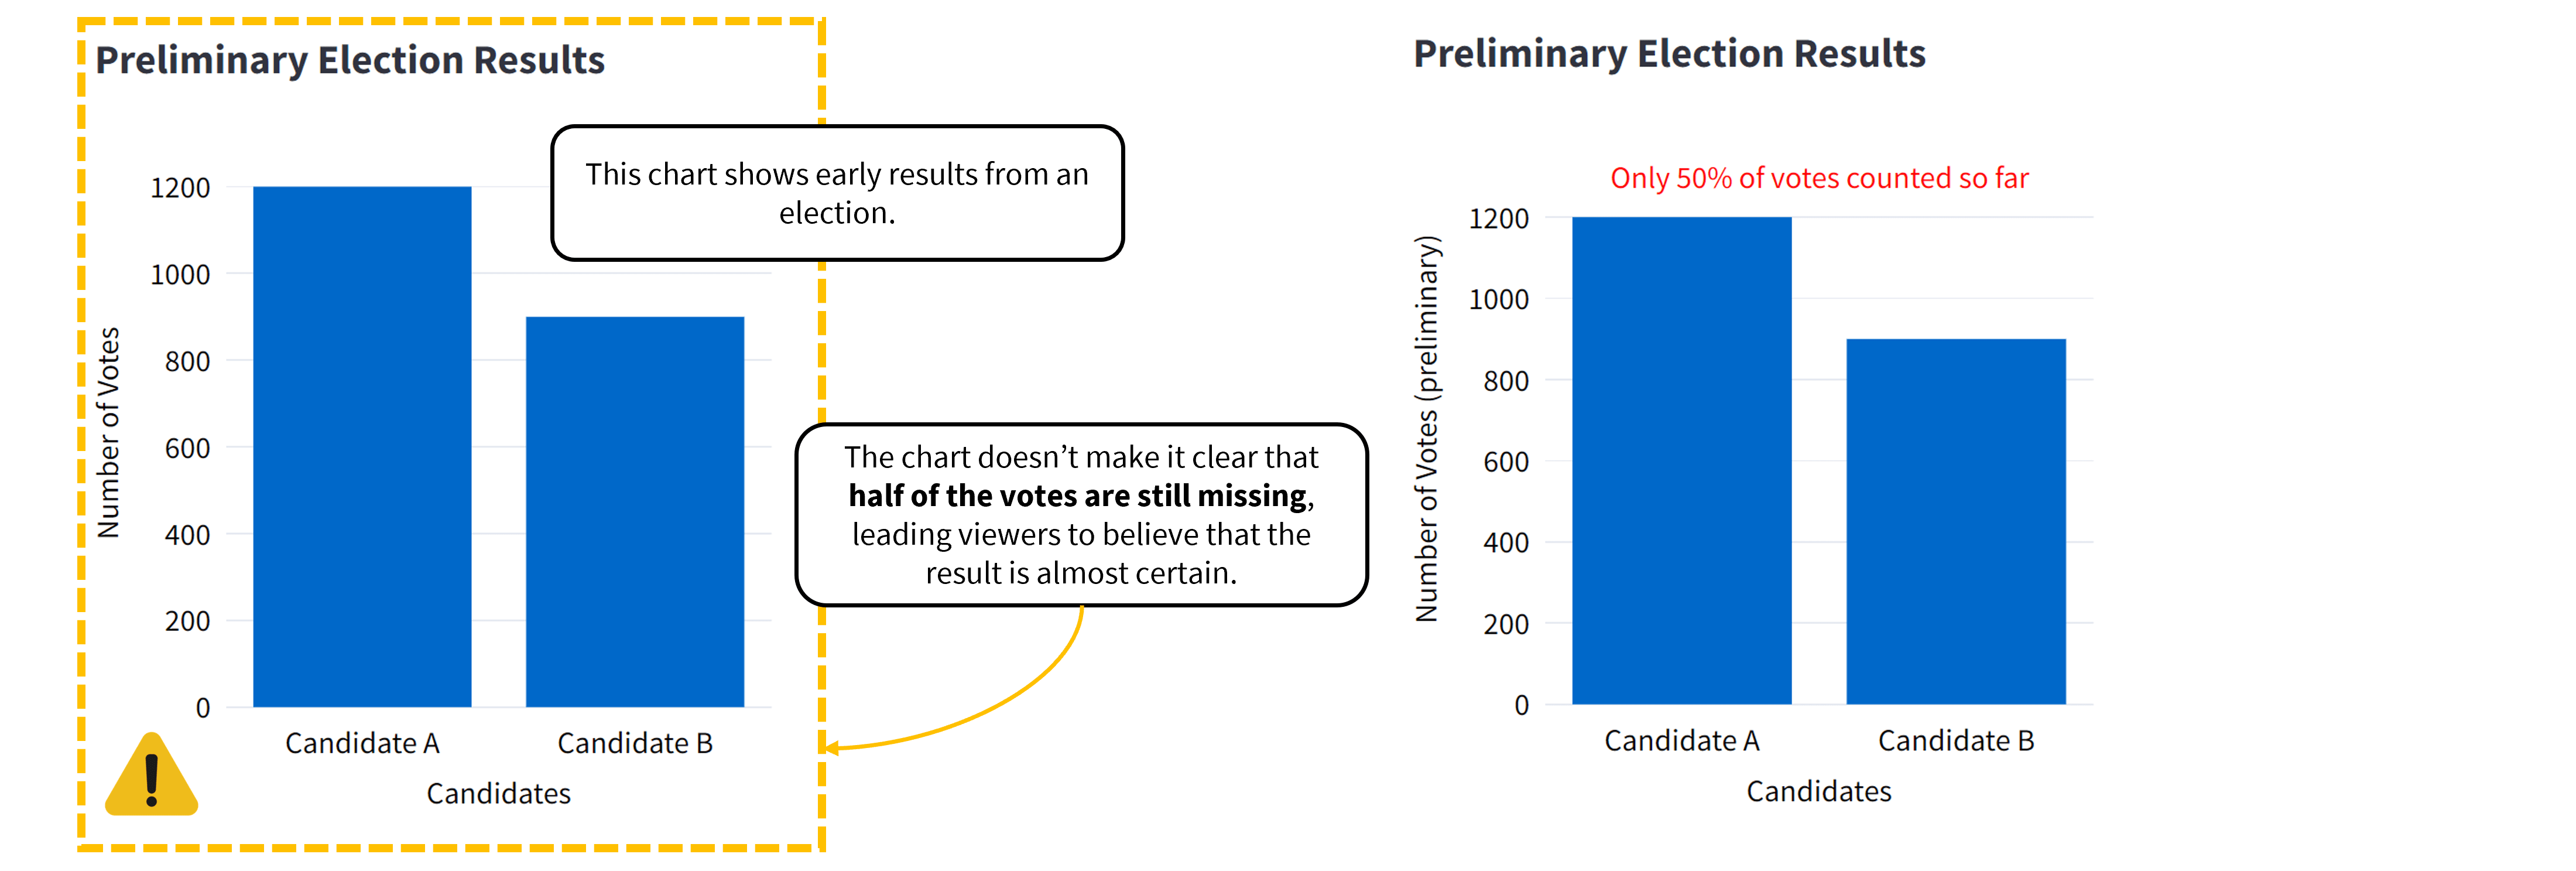 Preliminary Election Results
This chart shows early results from an
election.
1200
1000
800
600
400
200
0
Number of Votes
Candidate A
Candidate B
Candidates
The chart doesn’t make it clear that
half of the votes are still missing,
leading viewers to believe that the
result is almost certain.
Preliminary Election Results
Only 50% of votes counted so far
1200
1000
800
600
400
200
0
Number of Votes (preliminary)
Candidate A
Candidate B
Candidates